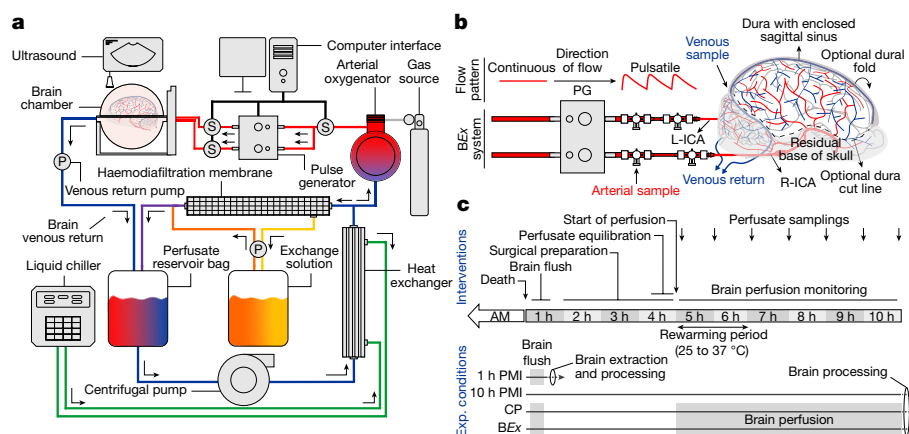 a
Ultrasound
Brain
chamber
Computer interface
Arterial
oxygenator
Gas
source
S
S
S
P
Venous return pump
Pulse
generator
Haemodiafiltration membrane
Brain
venous return
P
Liquid chiller
Perfusate
reservoir bag
Exchange
solution
Heat
exchanger
Centrifugal pump
b
Flow
pattern
Continuous
Direction
of flow
Pulsatile
PG
BEx
system
Venous
sample
Dura with enclosed
sagittal sinus
Optional dural
fold
L-ICA
Residual
base of skull
Arterial sample
Venous return
R-ICA
Optional dura
cut line
c
Interventions
Start of perfusion
Perfusate equilibration
Surgical preparation
Brain flush
Death
Perfusate samplings
Brain perfusion monitoring
AM
1 h
2 h
3 h
4 h
5 h
6 h
7 h
8 h
9 h
10 h
Rewarming period
(25 to 37 °C)
Exp. conditions
Brain
flush
Brain extraction
and processing
Brain processing
1 h PMI
10 h PMI
CP
BEx
Brain perfusion